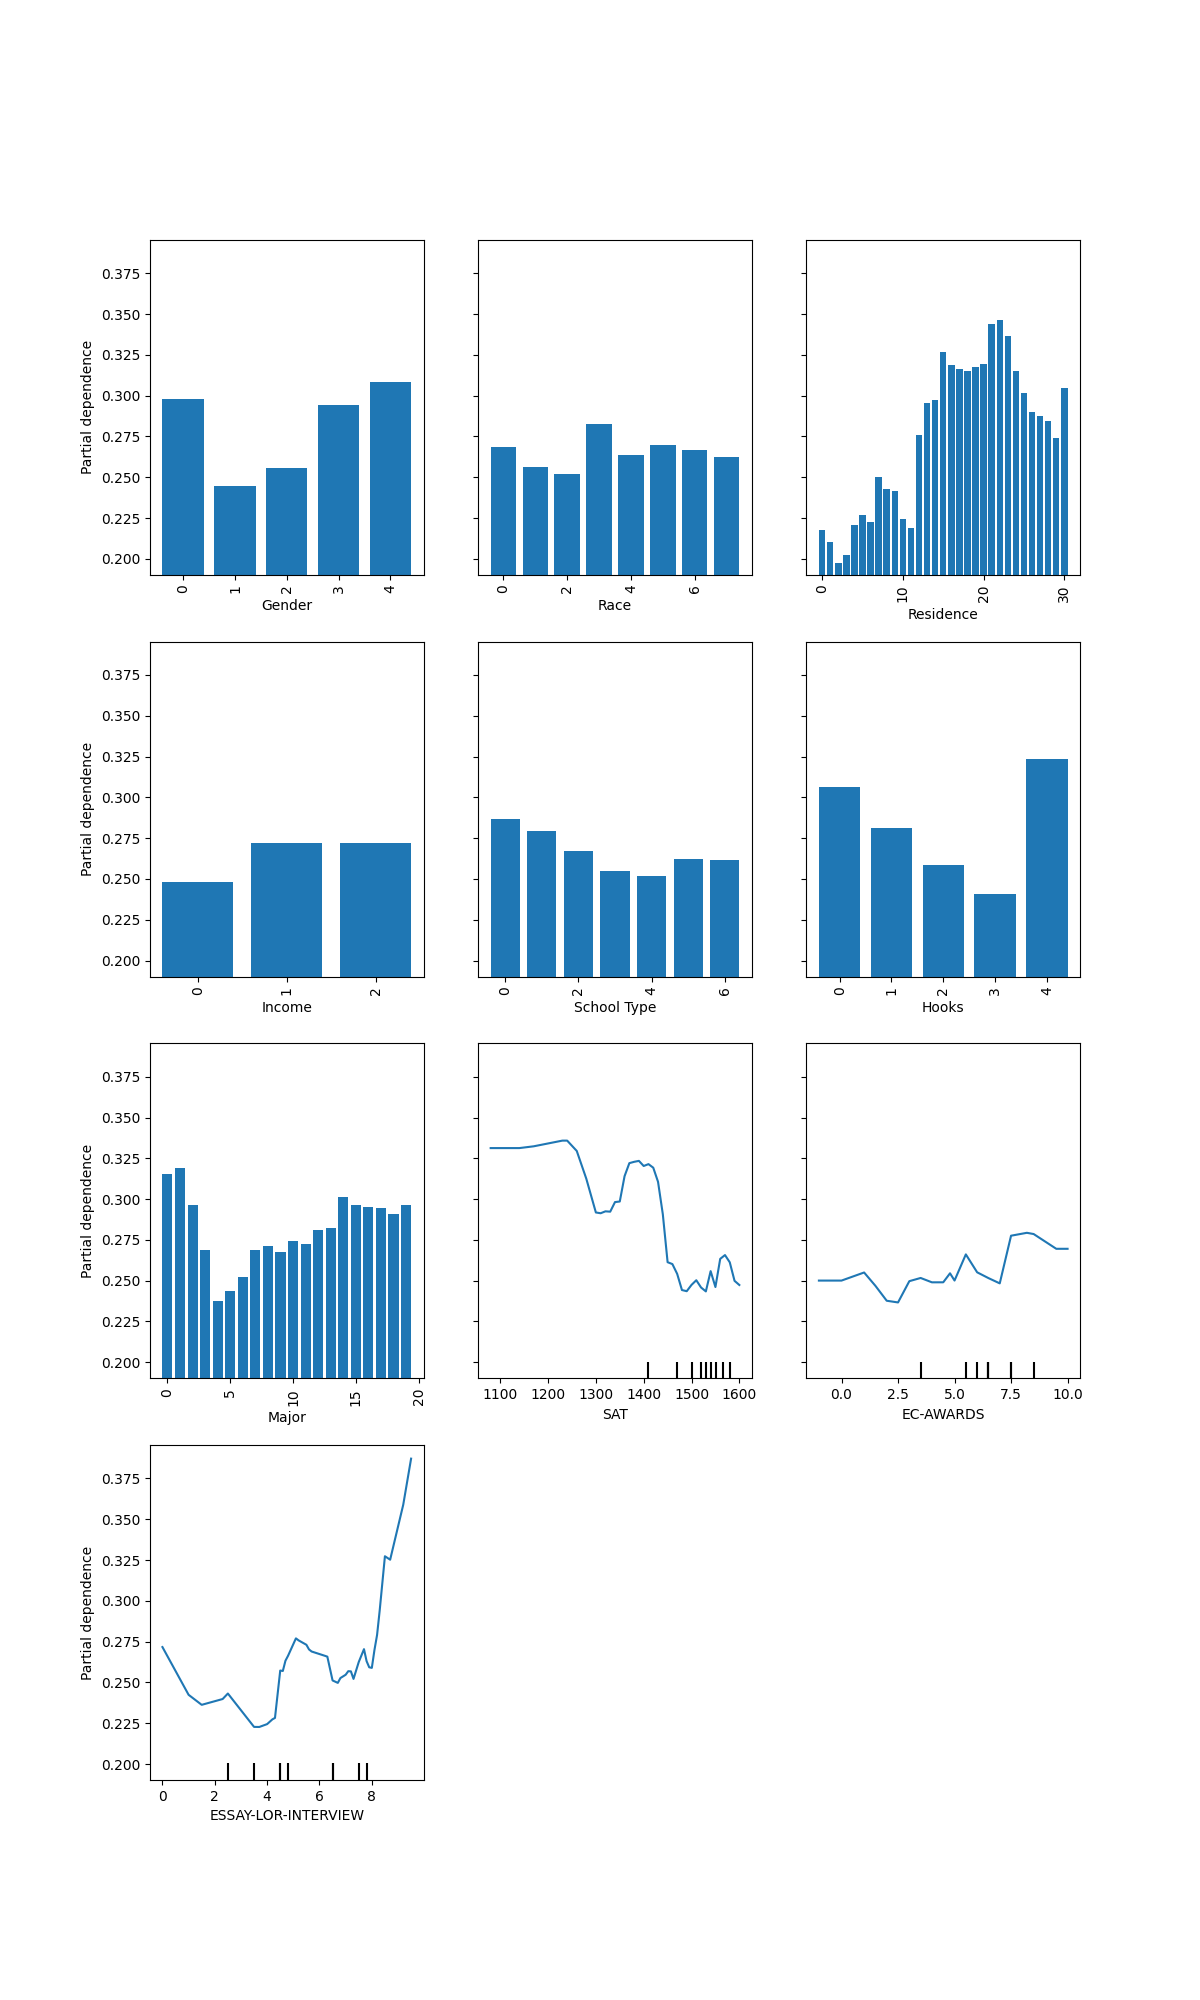 Partial dependence
0.375
0.350
0.325
0.300
0.275
0.250
0.225
0.200
0 1 2 3 4
Gender
0 2 4 6
Race
0 10 20 30
Residence
Partial dependence
0.375
0.350
0.325
0.300
0.275
0.250
0.225
0.200
0 1 2
Income
0 2 4 6
School Type
0 1 2 3 4
Hooks
Partial dependence
0.375
0.350
0.325
0.300
0.275
0.250
0.225
0.200
0 5 10 15 20
Major
1100 1200 1300 1400 1500 1600
SAT
0.0 2.5 5.0 7.5 10.0
EC-AWARDS
Partial dependence
0.375
0.350
0.325
0.300
0.275
0.250
0.225
0.200
0 2 4 6 8
ESSAY-LOR-INTERVIEW